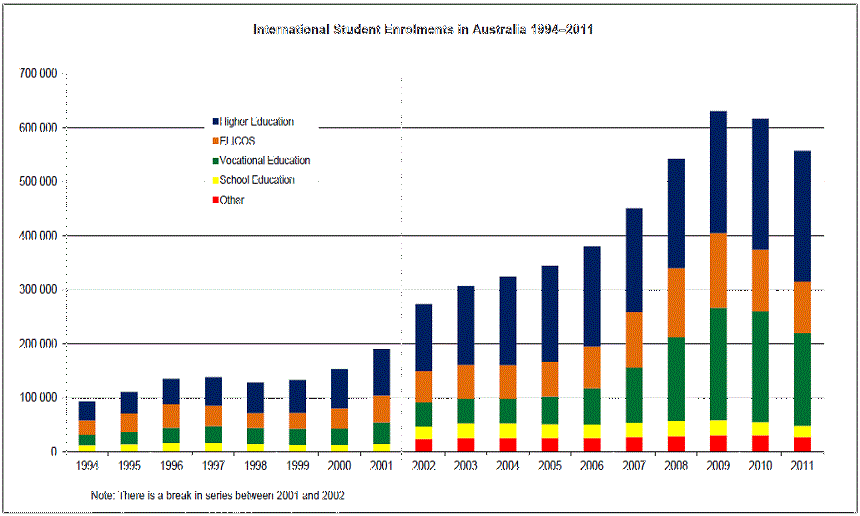 International Student Enrolments in Australia 1994–2011
700 000
600 000
500 000
400 000
300 000
200 000
100 000
0
Higher Education
ELICOS
Vocational Education
School Education
Other
1994 1995 1996 1997 1998 1999 2000 2001 2002 2003 2004 2005 2006 2007 2008 2009 2010 2011
Note: There is a break in series between 2001 and 2002